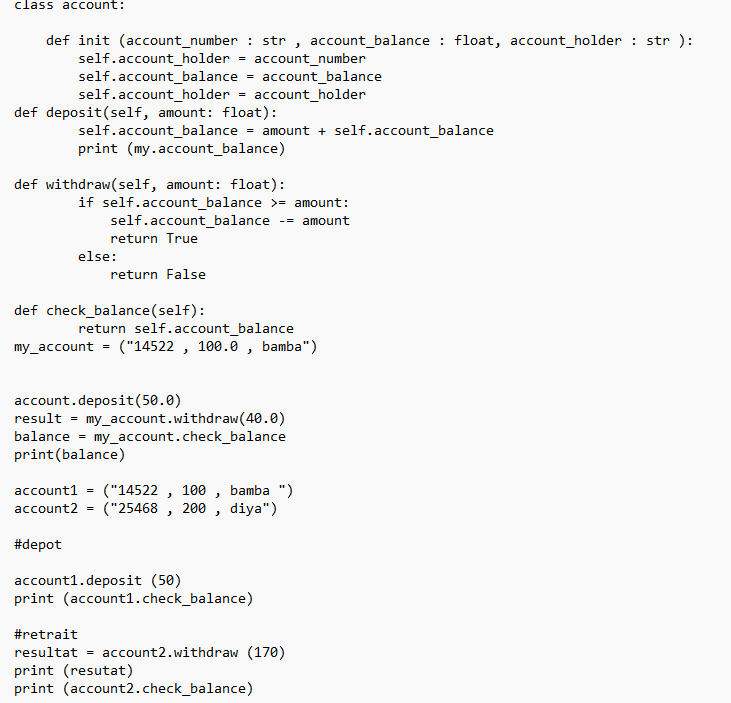 class account:

    def init (account_number : str , account_balance : float, account_holder : str ):
        self.account_holder = account_number
        self.account_balance = account_balance
        self.account_holder = account_holder
def deposit(self, amount: float):
        self.account_balance = amount + self.account_balance
        print (my.account_balance)

def withdraw(self, amount: float):
        if self.account_balance >= amount:
            self.account_balance -= amount
            return True
        else:
            return False

def check_balance(self):
        return self.account_balance
my_account = ("14522 , 100.0 , bamba")


account.deposit(50.0)
result = my_account.withdraw(40.0)
balance = my_account.check_balance
print(balance)

account1 = ("14522 , 100 , bamba ")
account2 = ("25468 , 200 , diya")

#depot

account1.deposit (50)
print (account1.check_balance)

#retrait
resultat = account2.withdraw (170)
print (resutat)
print (account2.check_balance)